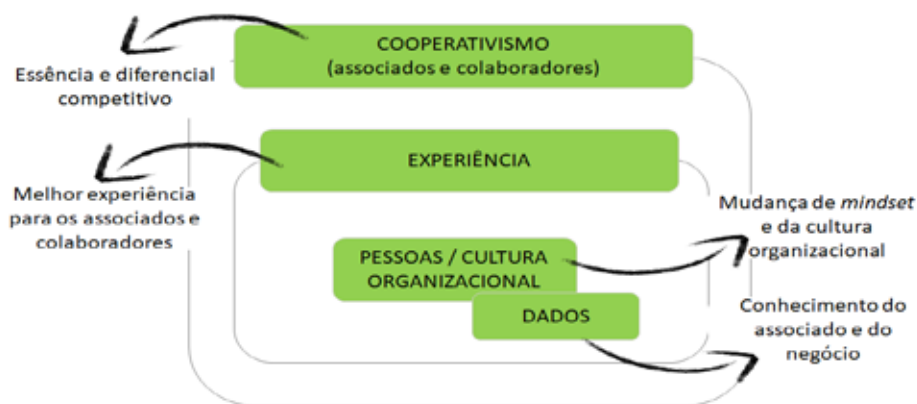 COOPERATIVISMO
(associados e colaboradores)
Essência e diferencial
competitivo
EXPERIÊNCIA
Melhor experiência
para os associados e
colaboradores
Mudança de mindset
e da cultura
organizacional
PESSOAS / CULTURA
ORGANIZACIONAL
DADOS
Conhecimento do
associado e do
negócio